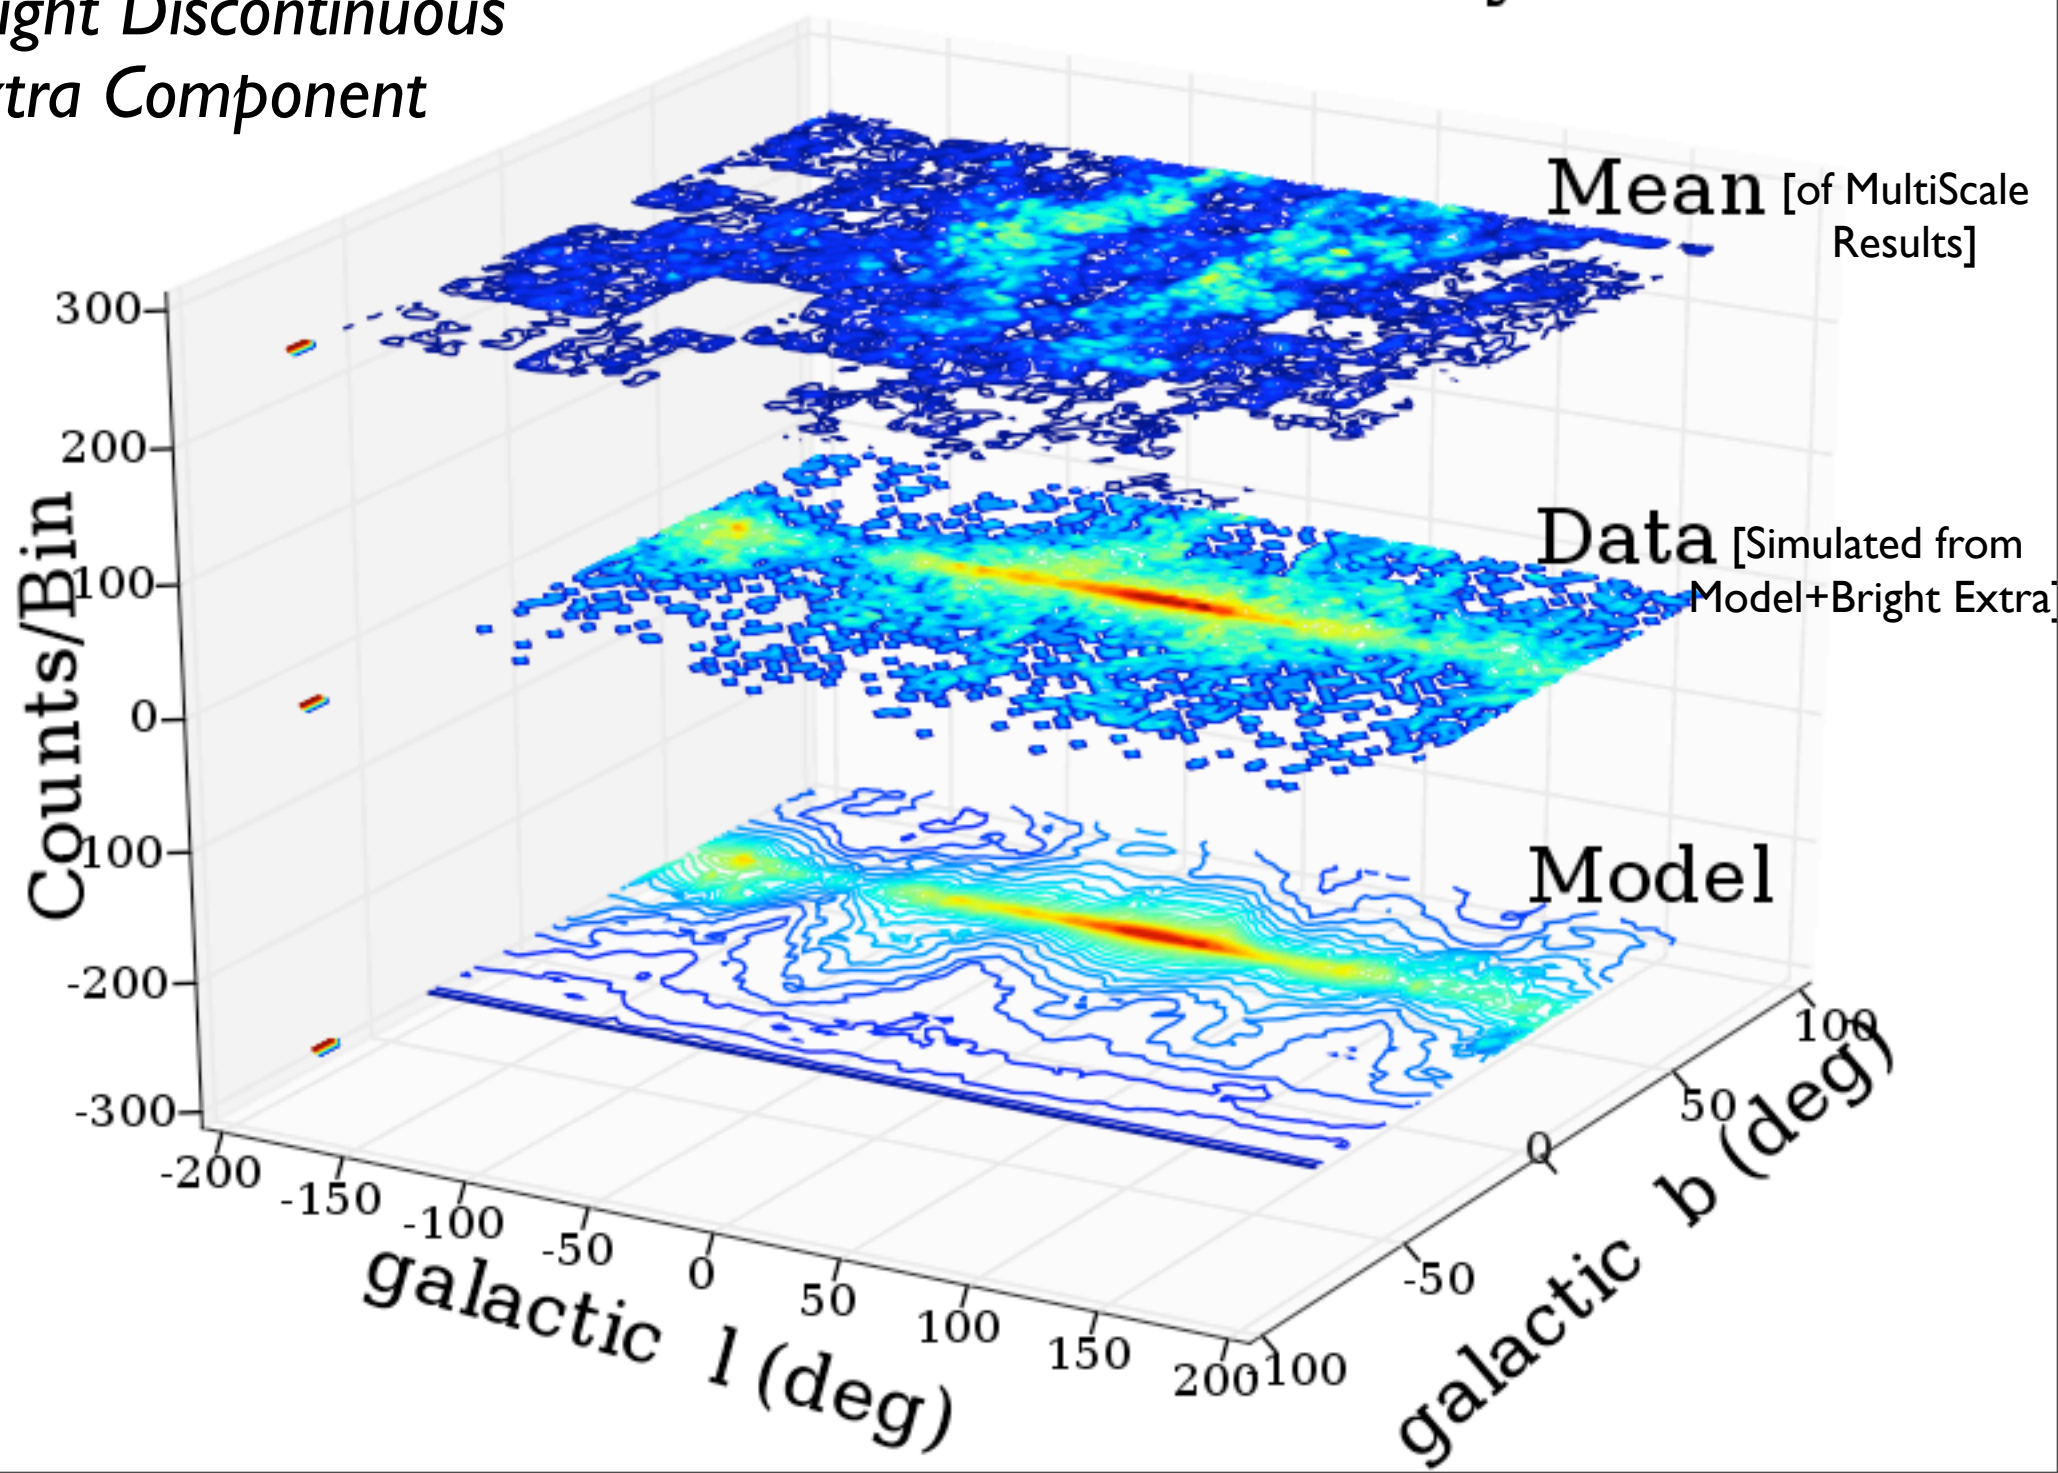 Discontinuous
Component
Mean [of MultiScale
Results]
Data [Simulated from
Model+Bright Extra]
Model
Counts/Bin
300
200
100
0
100
-200
-300
-200
-150
-100
-50
0
50
100
150
200
galactic l (deg)
-100
-50
0
50
100
galactic b (deg)